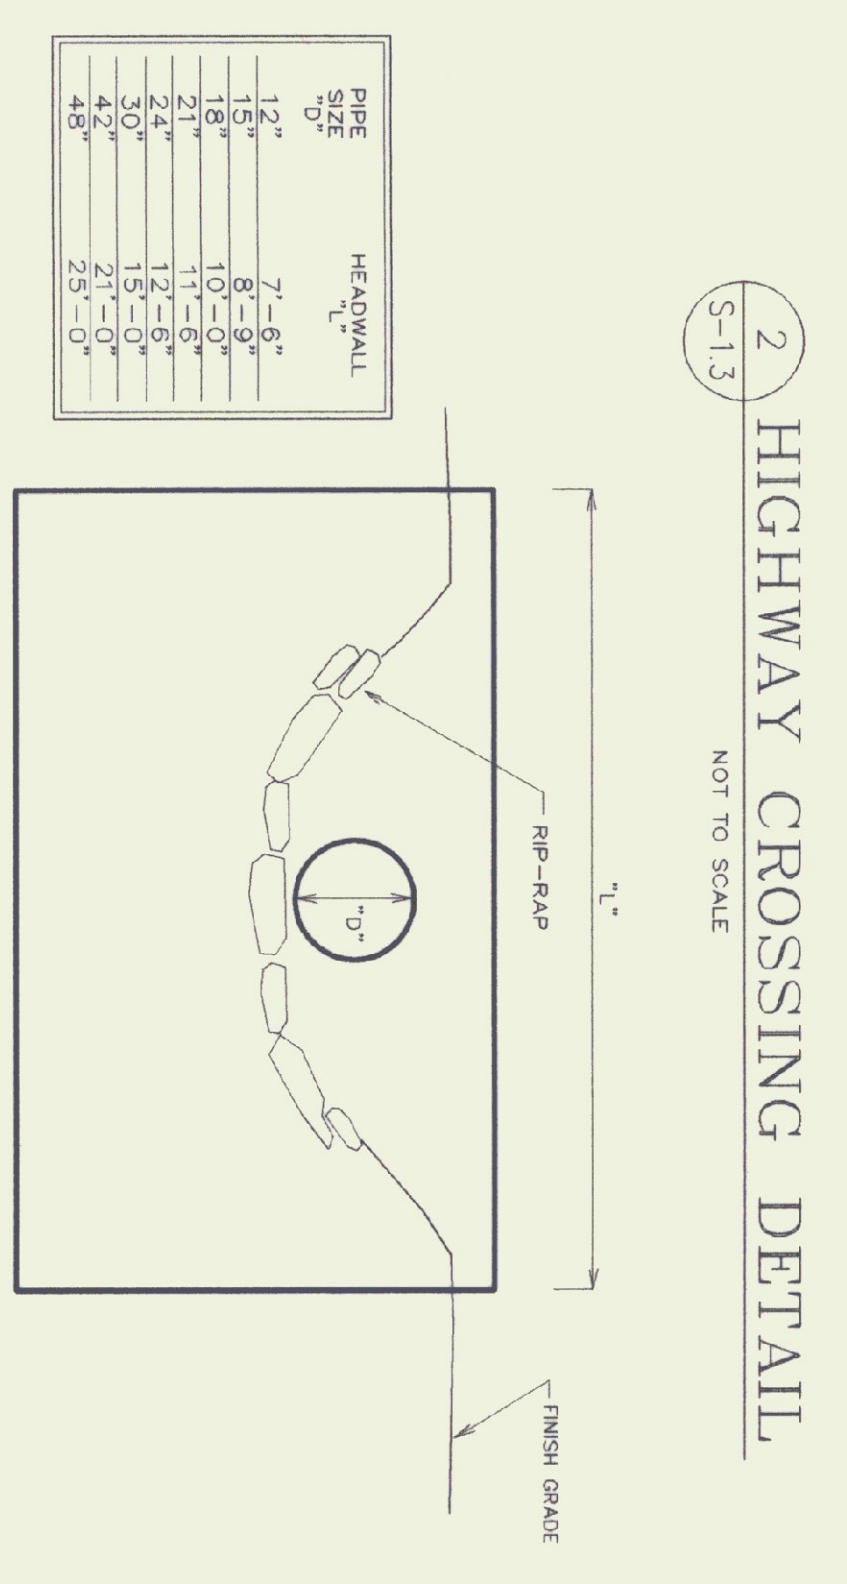 2
S-1.3
HIGHWAY CROSSING DETAIL
NOT TO SCALE
"L"
RIP-RAP
FINISH GRADE
"D"
PIPE SIZE "D" HEADWALL "L"
12" 7'-6"
15" 8'-9"
18" 10'-0"
21" 11'-6"
24" 12'-6"
30" 15'-0"
42" 21'-0"
48" 25'-0"